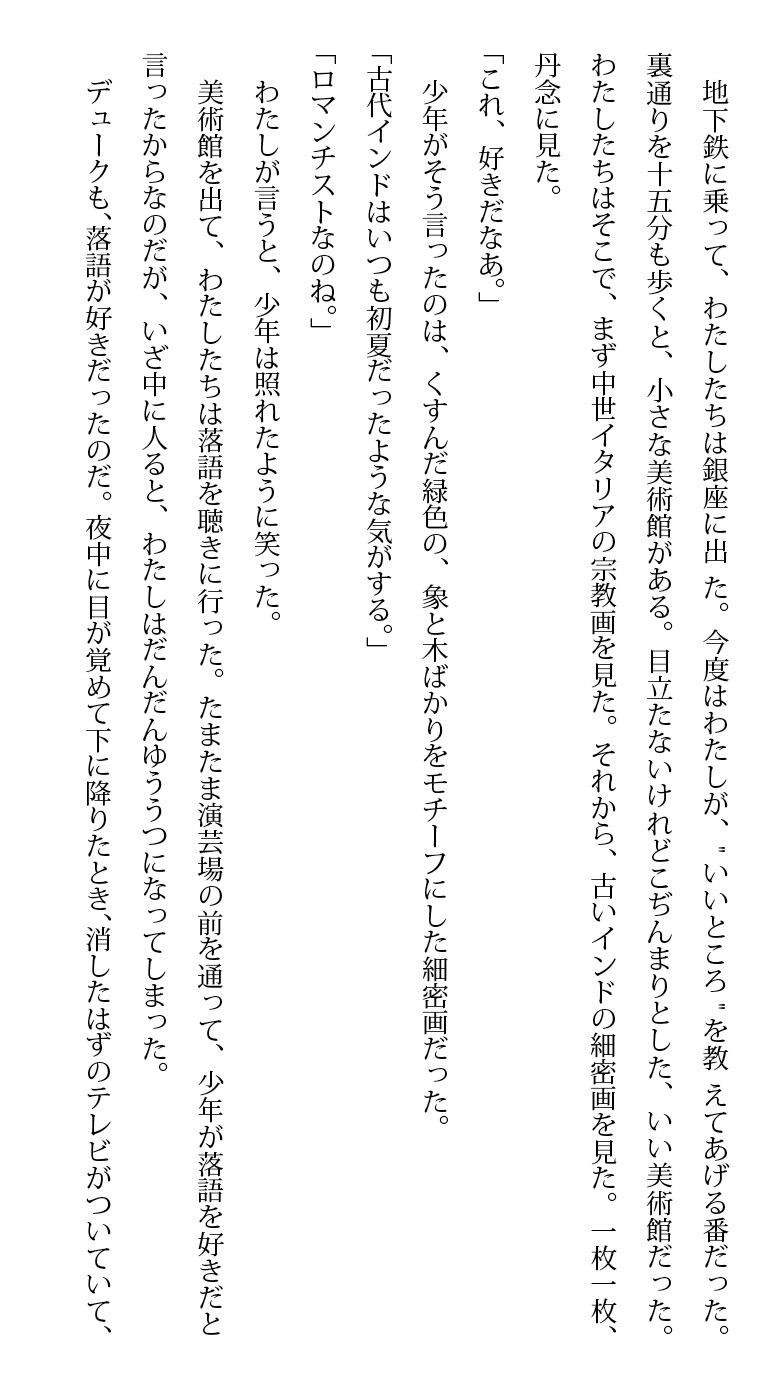 地下鉄に乗って、わたしたちは銀座に出た。今度はわたしが、"いいところ"を教えてあげる番だった。
裏通りを十五分も歩くと、小さな美術館がある。目立たないけれどこぢんまりとした、いい美術館だった。
わたしたちはそこで、まず中世イタリアの宗教画を見た。それから、古いインドの細密画を見た。一枚一枚、
丹念に見た。
「これ、好きだなあ。」
少年がそう言ったのは、くすんだ緑色の、象と木ばかりをモチーフにした細密画だった。
「古代インドはいつも初夏だったような気がする。」
「ロマンチストなのね。」
わたしが言うと、少年は照れたように笑った。
美術館を出て、わたしたちは落語を聴きに行った。たまたま演芸場の前を通って、少年が落語を好きだと
言ったからなのだが、いざ中に人ると、わたしはだんだんゆううつになってしまった。
デュークも、落語が好きだったのだ。夜中に目が覚めて下に降りたとき、消したはずのテレビがついていて、